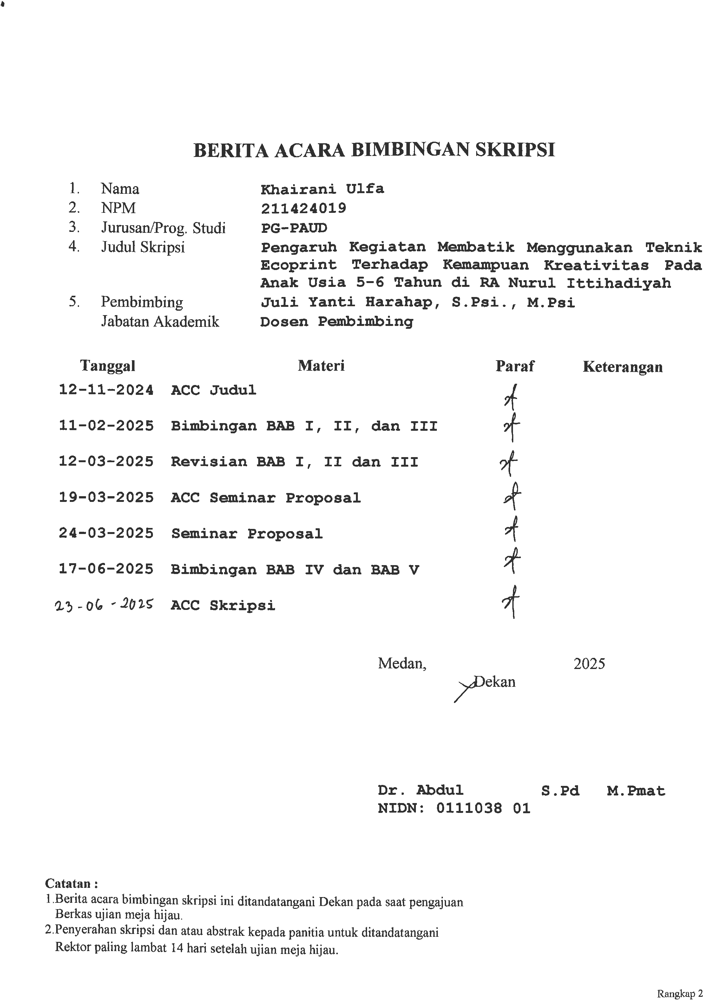 BERITA ACARA BIMBINGAN SKRIPSI
1. Nama Khairani Ulfa
2. NPM 211424019
3. Jurusan/Prog. Studi PG-PAUD
4. Judul Skripsi Pengaruh Kegiatan Membatik Menggunakan Teknik
Ecoprint Terhadap Kemampuan Kreativitas Pada
Anak Usia 5-6 Tahun di RA Nurul Ittihadiyah
5. Pembimbing Juli Yanti Harahap, S.Psi., M.Psi
Jabatan Akademik Dosen Pembimbing
Tanggal Materi Paraf Keterangan
12-11-2024 ACC Judul
11-02-2025 Bimbingan BAB I, II, dan III
12-03-2025 Revisian BAB I, II dan III
19-03-2025 ACC Seminar Proposal
24-03-2025 Seminar Proposal
17-06-2025 Bimbingan BAB IV dan BAB V
23-06-2025 ACC Skripsi
Medan, 2025
Dekan
Dr. Abdul S.Pd M.Pmat
NIDN: 0111038 01
Catatan :
1.Berita acara bimbingan skripsi ini ditandatangani Dekan pada saat pengajuan
Berkas ujian meja hijau.
2.Penyerahan skripsi dan atau abstrak kepada panitia untuk ditandatangani
Rektor paling lambat 14 hari setelah ujian meja hijau.
Rangkap 2